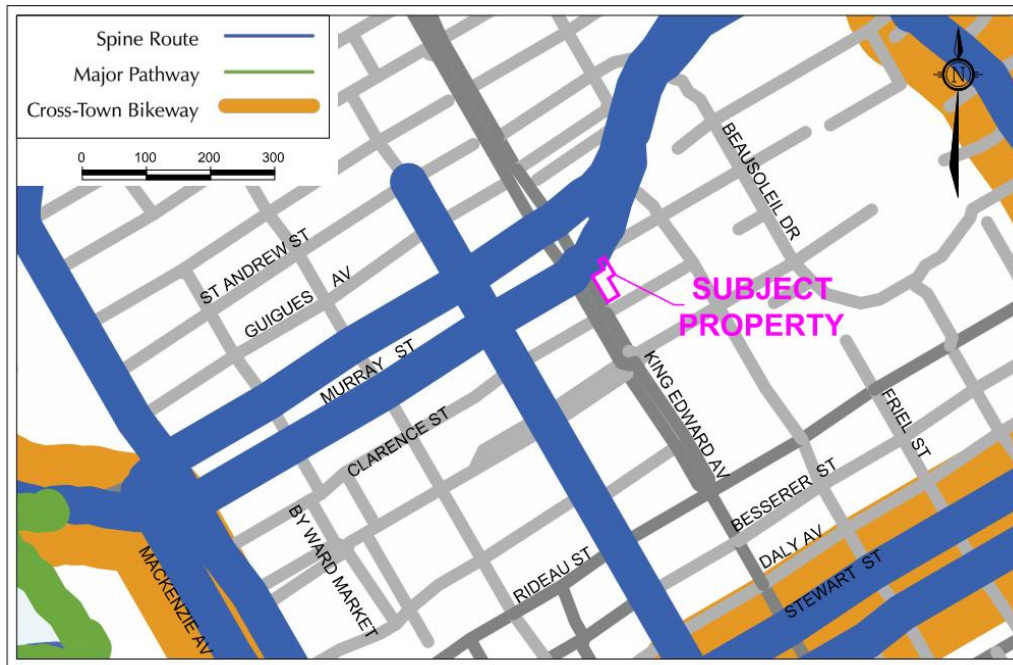 Spine Route
Major Pathway
Cross-Town Bikeway
0 100 200 300
N
BEAUSOLEIL DR
ST ANDREW ST
GUIGUES AV
SUBJECT
PROPERTY
MURRAY ST
KING EDWARD AV
CLARENCE ST
FRIEL ST
BY WARD MARKET
BESSERER ST
DALY AV
RIDEAU ST
STEWART ST
MACKENZIE AV